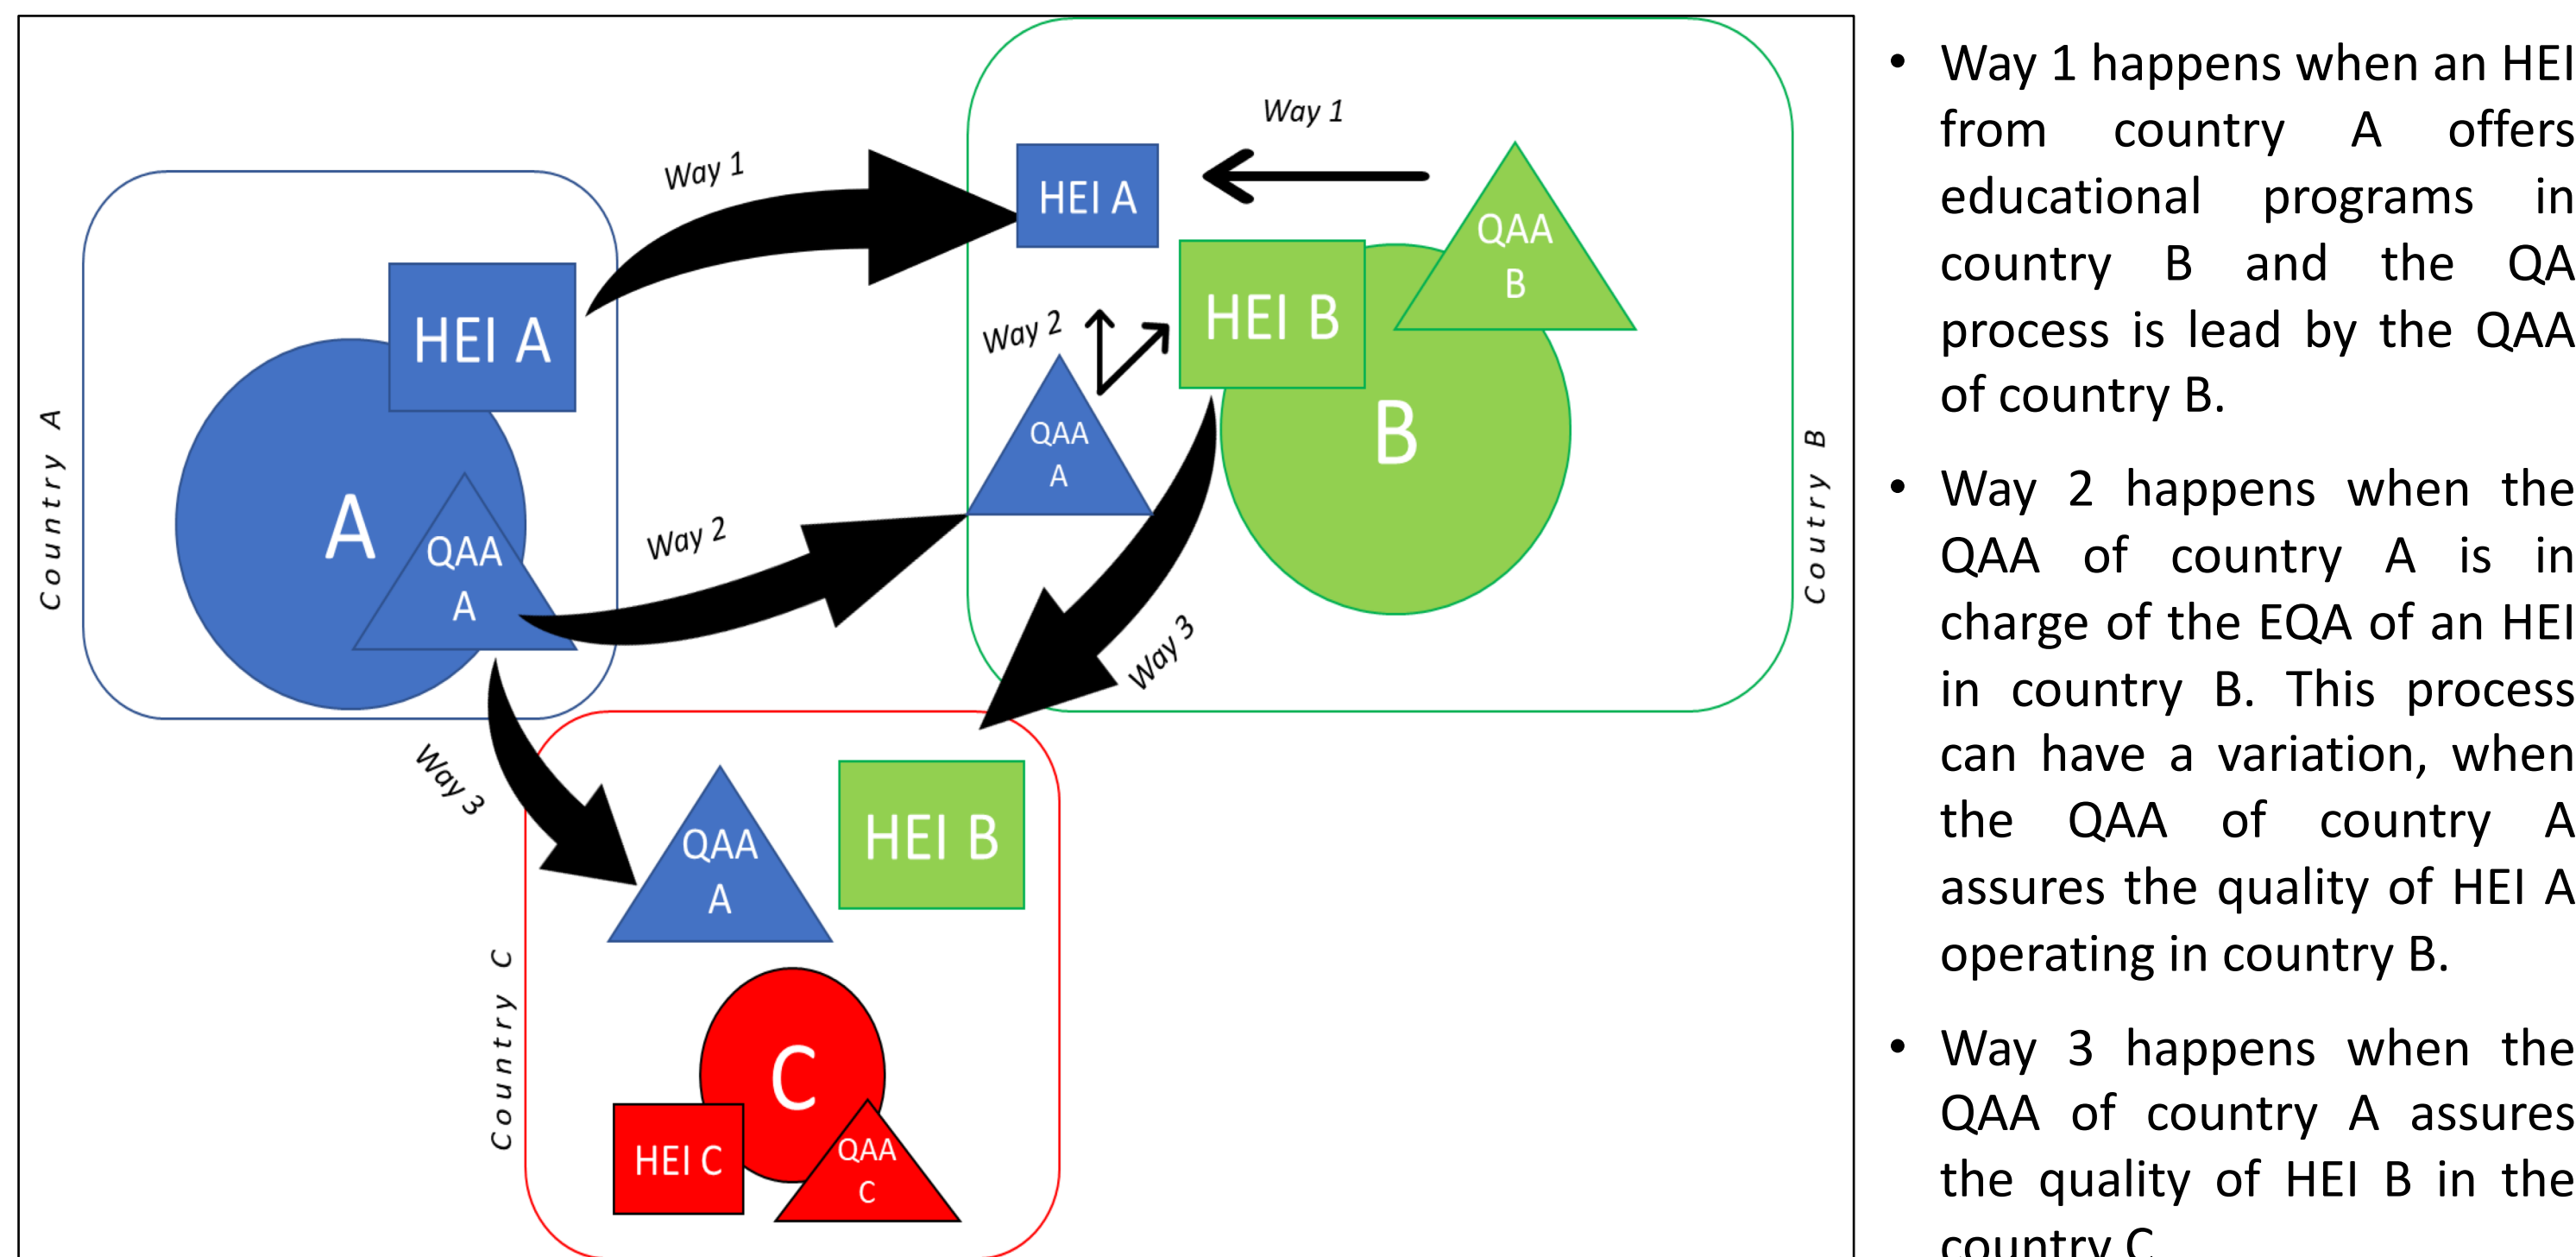 Way 1
Way 1
HEI A
QAA
B
HEI A
HEI B
Way 2
QAA
A
B
Country A
A
QAA
A
Way 2
Coutry B
Way 3
Way 3
QAA
A
HEI B
Country C
C
HEI C
QAA
C
• Way 1 happens when an HEI
from country A offers
educational programs in
country B and the QA
process is lead by the QAA
of country B.
• Way 2 happens when the
QAA of country A is in
charge of the EQA of an HEI
in country B. This process
can have a variation, when
the QAA of country A
assures the quality of HEI A
operating in country B.
• Way 3 happens when the
QAA of country A assures
the quality of HEI B in the
country C